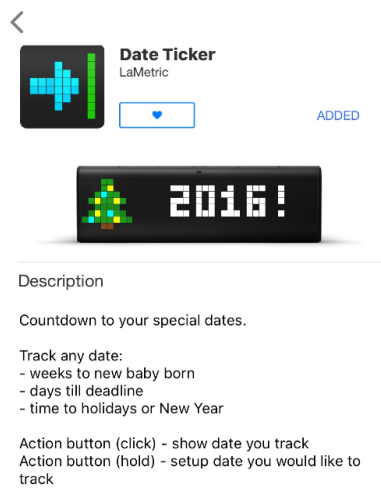 Date Ticker
LaMetric
ADDED
2016!
Description
Countdown to your special dates.
Track any date:
- weeks to new baby born
- days till deadline
- time to holidays or New Year
Action button (click) - show date you track
Action button (hold) - setup date you would like to
track